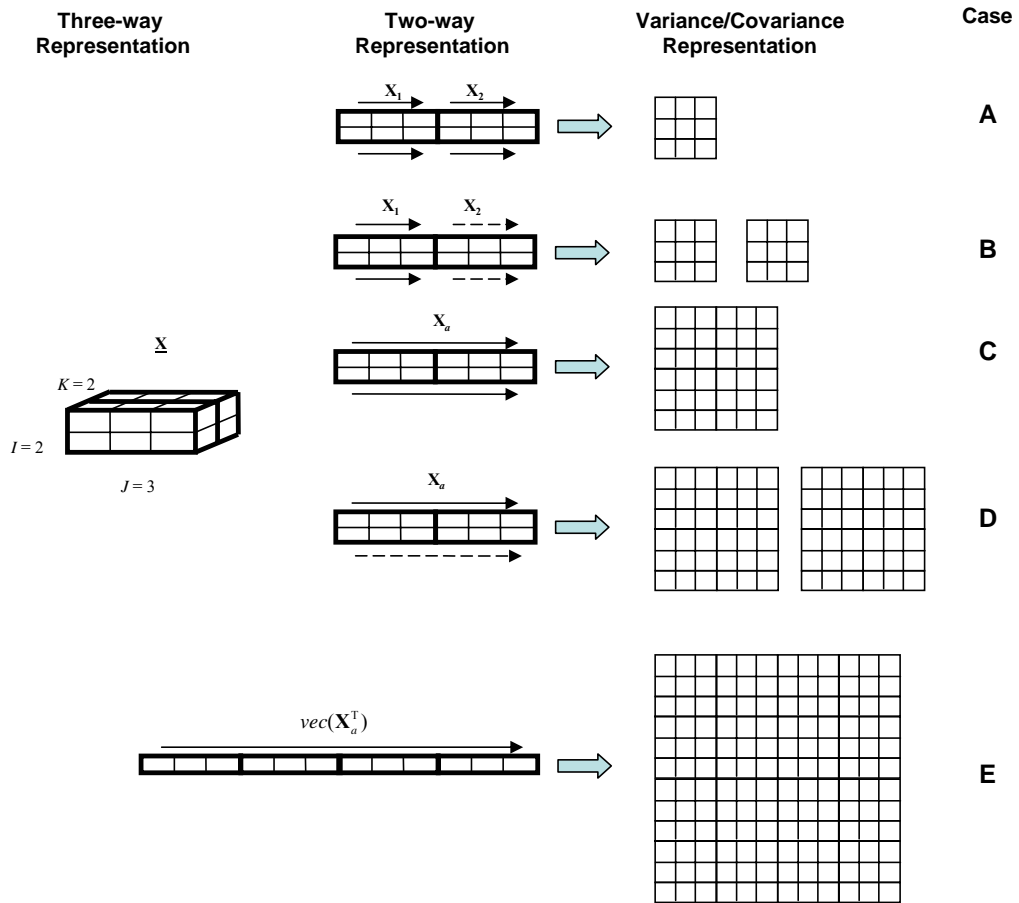 Three-way
Representation
Two-way
Representation
Variance/Covariance
Representation
Case
X₁ X₂
A
X₁ X₂
B
Xₐ
C
X
K = 2
I = 2
J = 3
Xₐ
D
vec(Xₐᵀ)
E